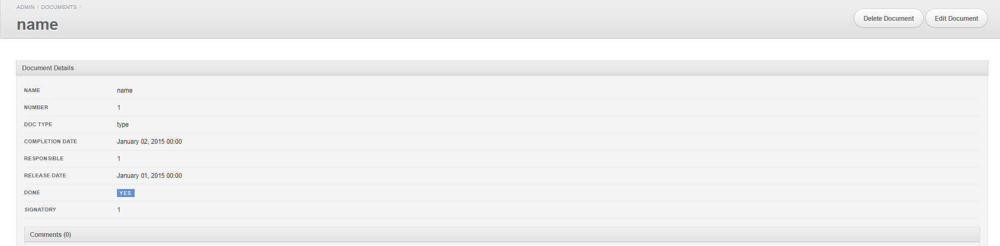 ADMIN / DOCUMENTS /
name
Delete Document
Edit Document
Document Details
NAME name
NUMBER 1
DOC TYPE type
COMPLETION DATE January 02, 2015 00:00
RESPONSIBLE 1
RELEASE DATE January 01, 2015 00:00
DONE YES
SIGNATORY 1
Comments (0)